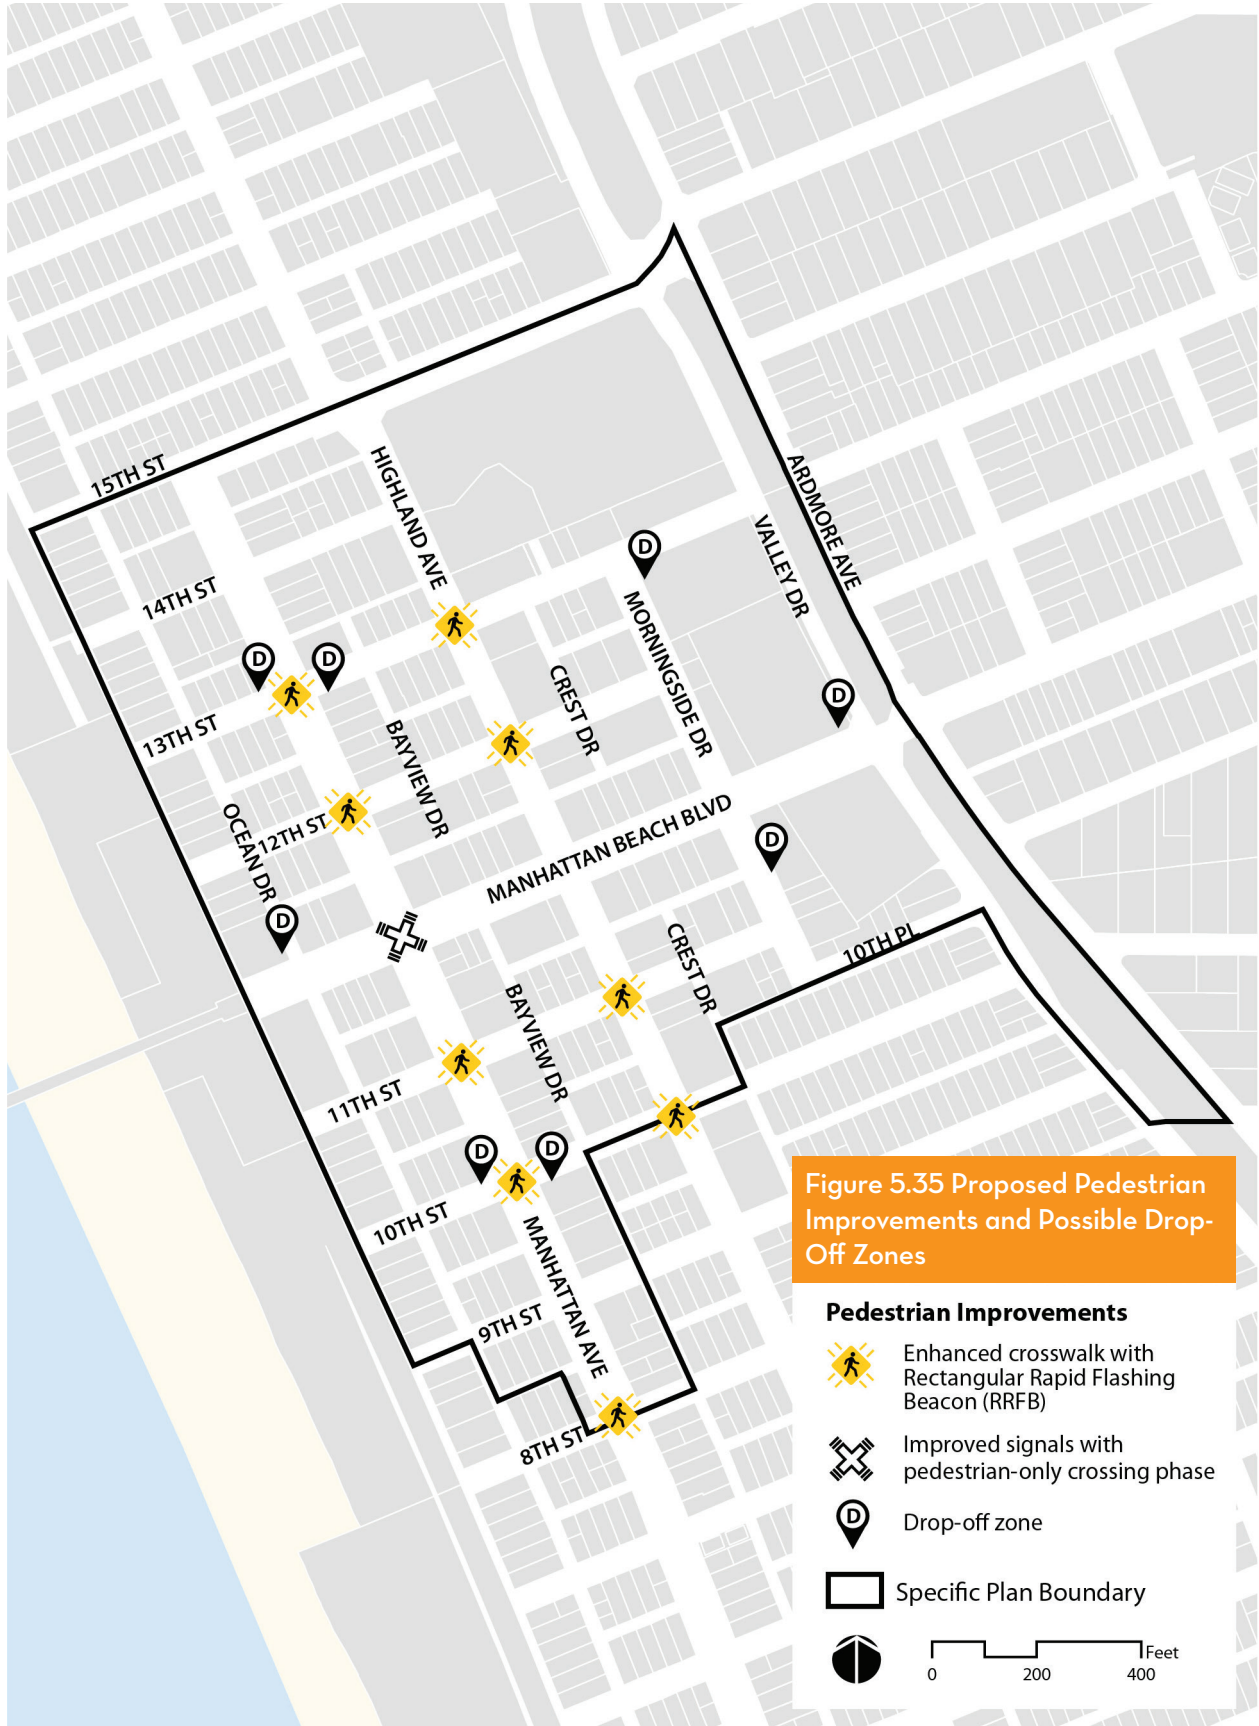 15TH ST
HIGHLAND AVE
ARDMORE AVE
VALLEY DR
14TH ST
D
MORNINGSIDE DR
D
D
CREST DR
D
13TH ST
BAYVIEW DR
OCEAN DR
12TH ST
MANHATTAN BEACH BLVD
D
D
CREST DR
10TH PL
BAYVIEW DR
11TH ST
D
D
10TH ST
MANHATTAN AVE
9TH ST
8TH ST
Figure 5.35 Proposed Pedestrian
Improvements and Possible Drop-
Off Zones
Pedestrian Improvements
Enhanced crosswalk with
Rectangular Rapid Flashing
Beacon (RRFB)
Improved signals with
pedestrian-only crossing phase
D
Drop-off zone
Specific Plan Boundary
Feet
0 200 400